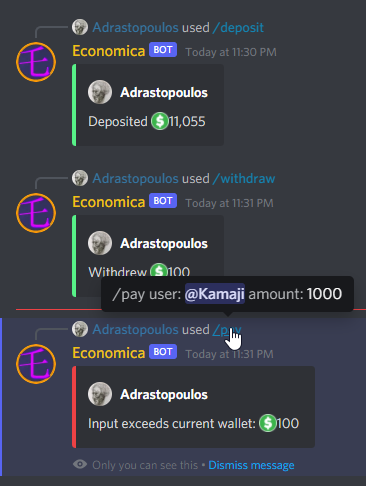 Adrastopoulos used /deposit
Economica BOT Today at 11:30 PM
Adrastopoulos
Deposited $11,055
Adrastopoulos used /withdraw
Economica BOT Today at 11:31 PM
Adrastopoulos
Withdrew $100
/pay user: @Kamaji amount: 1000
Adrastopoulos used /pay
Economica BOT Today at 11:31 PM
Adrastopoulos
Input exceeds current wallet: $100
Only you can see this • Dismiss message